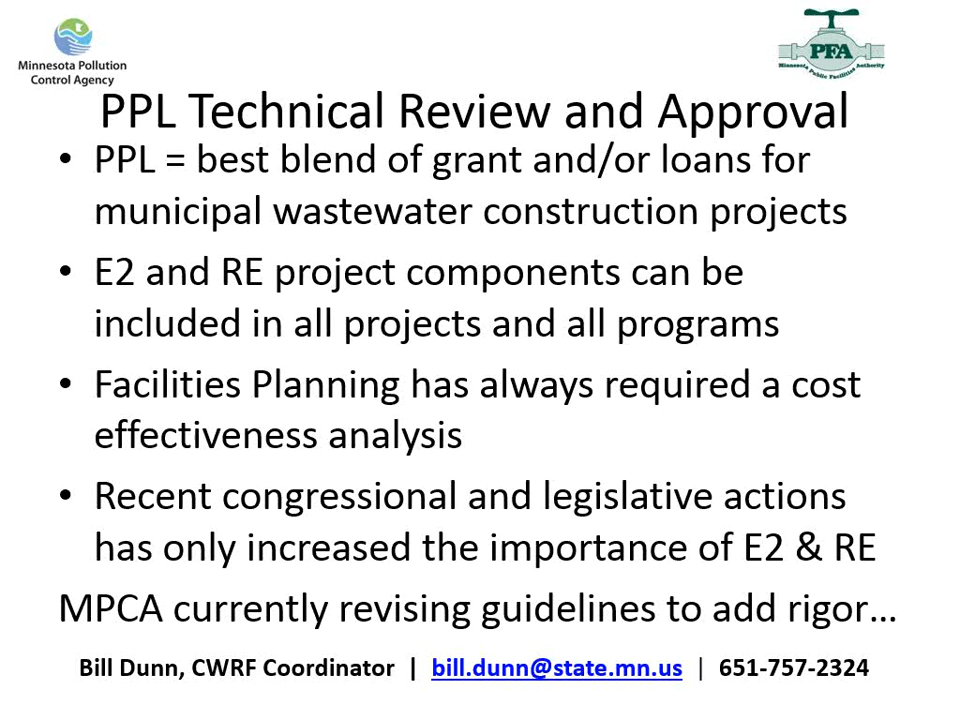 Minnesota Pollution
Control Agency
PFA
Minnesota Public Facilities Authority
PPL Technical Review and Approval
• PPL = best blend of grant and/or loans for
municipal wastewater construction projects
• E2 and RE project components can be
included in all projects and all programs
• Facilities Planning has always required a cost
effectiveness analysis
• Recent congressional and legislative actions
has only increased the importance of E2 & RE
MPCA currently revising guidelines to add rigor…
Bill Dunn, CWRF Coordinator | bill.dunn@state.mn.us | 651-757-2324